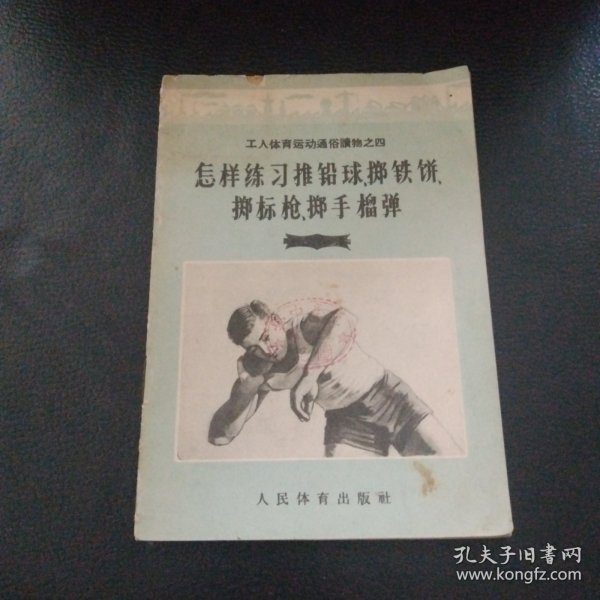 工人体育运动通俗讀物之四
怎样练习推铅球、掷铁饼、
掷标枪、掷手榴弹
人民体育出版社
孔夫子旧书网
www.kongfz.com